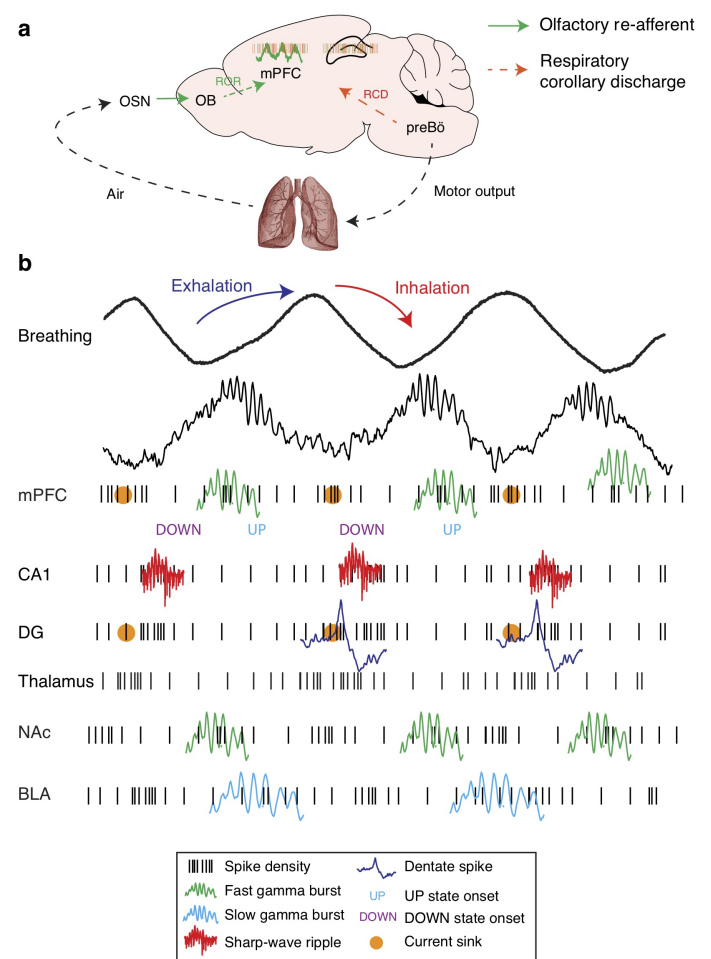 a
Olfactory re-afferent
Respiratory
corollary discharge
mPFC
ROR
RCD
OSN
OB
preBö
Air
Motor output
b
Exhalation
Inhalation
Breathing
mPFC
DOWN UP DOWN UP
CA1
DG
Thalamus
NAc
BLA
Spike density
Dentate spike
Fast gamma burst
UP UP state onset
Slow gamma burst
DOWN DOWN state onset
Sharp-wave ripple
Current sink